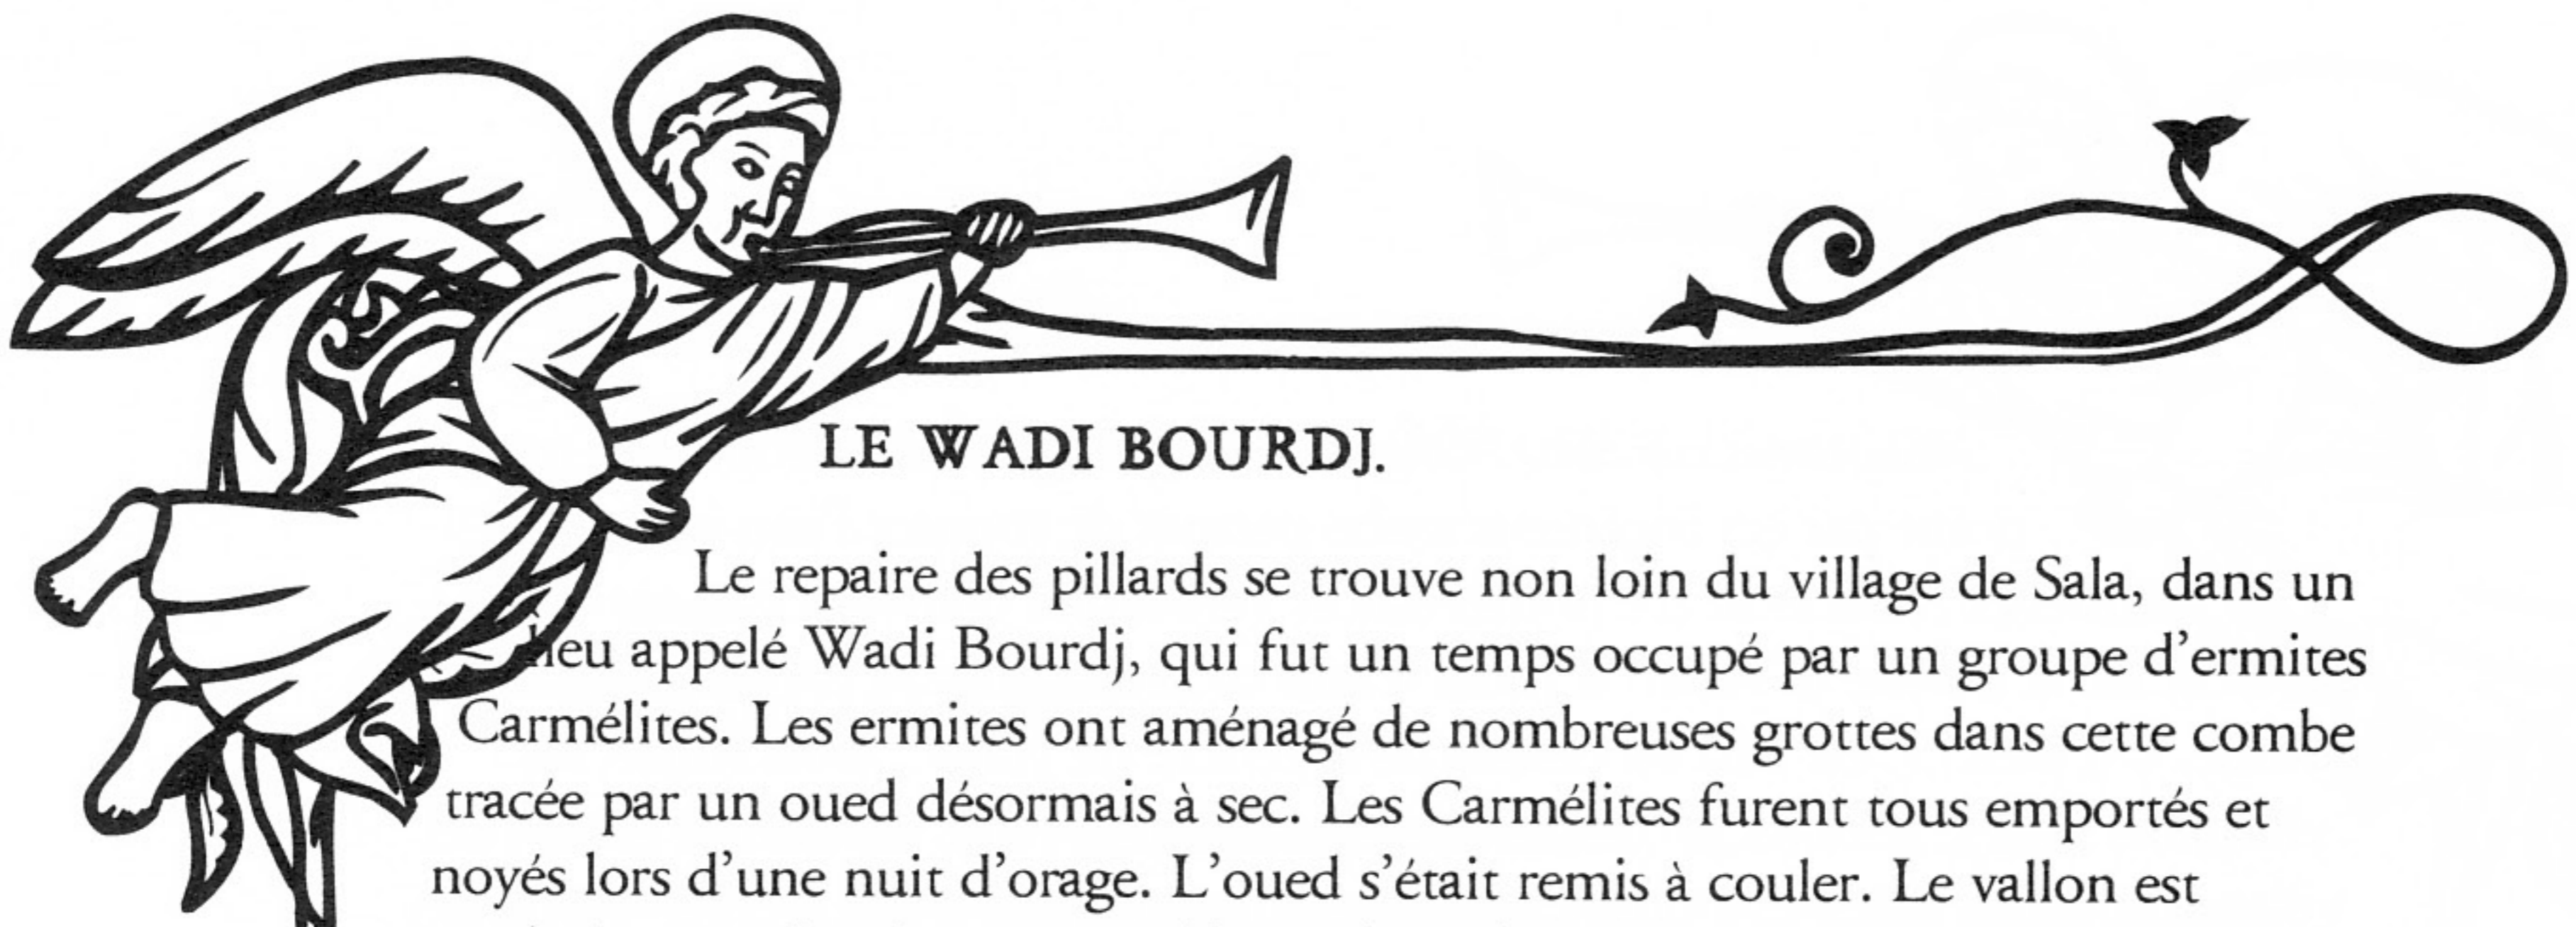 LE WADI BOURDJ.
Le repaire des pillards se trouve non loin du village de Sala, dans un
lieu appelé Wadi Bourdj, qui fut un temps occupé par un groupe d'ermites
Carmélites. Les ermites ont aménagé de nombreuses grottes dans cette combe
tracée par un oued désormais à sec. Les Carmélites furent tous emportés et
noyés lors d'une nuit d'orage. L'oued s'était remis à couler. Le vallon est